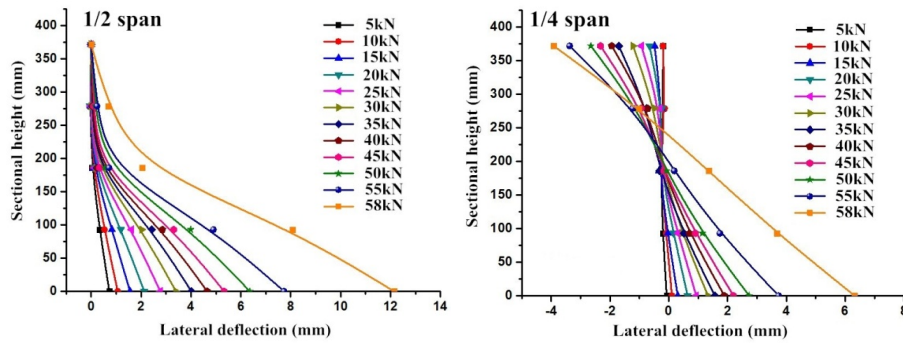 1/2 span
400
350
300
250
200
150
100
50
0
Sectional height (mm)
5kN
10kN
15kN
20kN
25kN
30kN
35kN
40kN
45kN
50kN
55kN
58kN
0 2 4 6 8 10 12 14
Lateral deflection (mm)
1/4 span
400
350
300
250
200
150
100
50
0
Sectional height (mm)
5kN
10kN
15kN
20kN
25kN
30kN
35kN
40kN
45kN
50kN
55kN
58kN
-4 -2 0 2 4 6 8
Lateral deflection (mm)